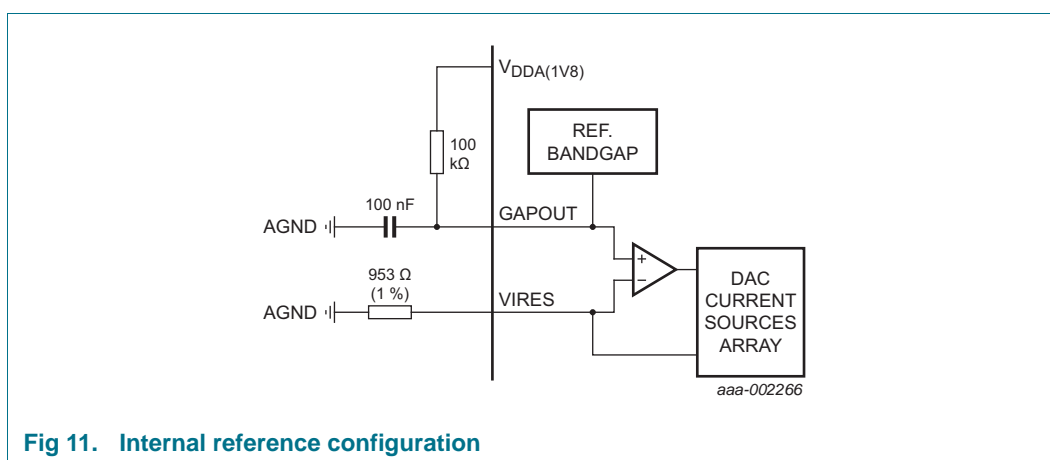 VDDA(1V8)
REF.
BANDGAP
100
kΩ
100 nF
GAPOUT
AGND
+
−
953 Ω
(1 %)
VIRES
AGND
DAC
CURRENT
SOURCES
ARRAY
aaa-002266
Fig 11. Internal reference configuration